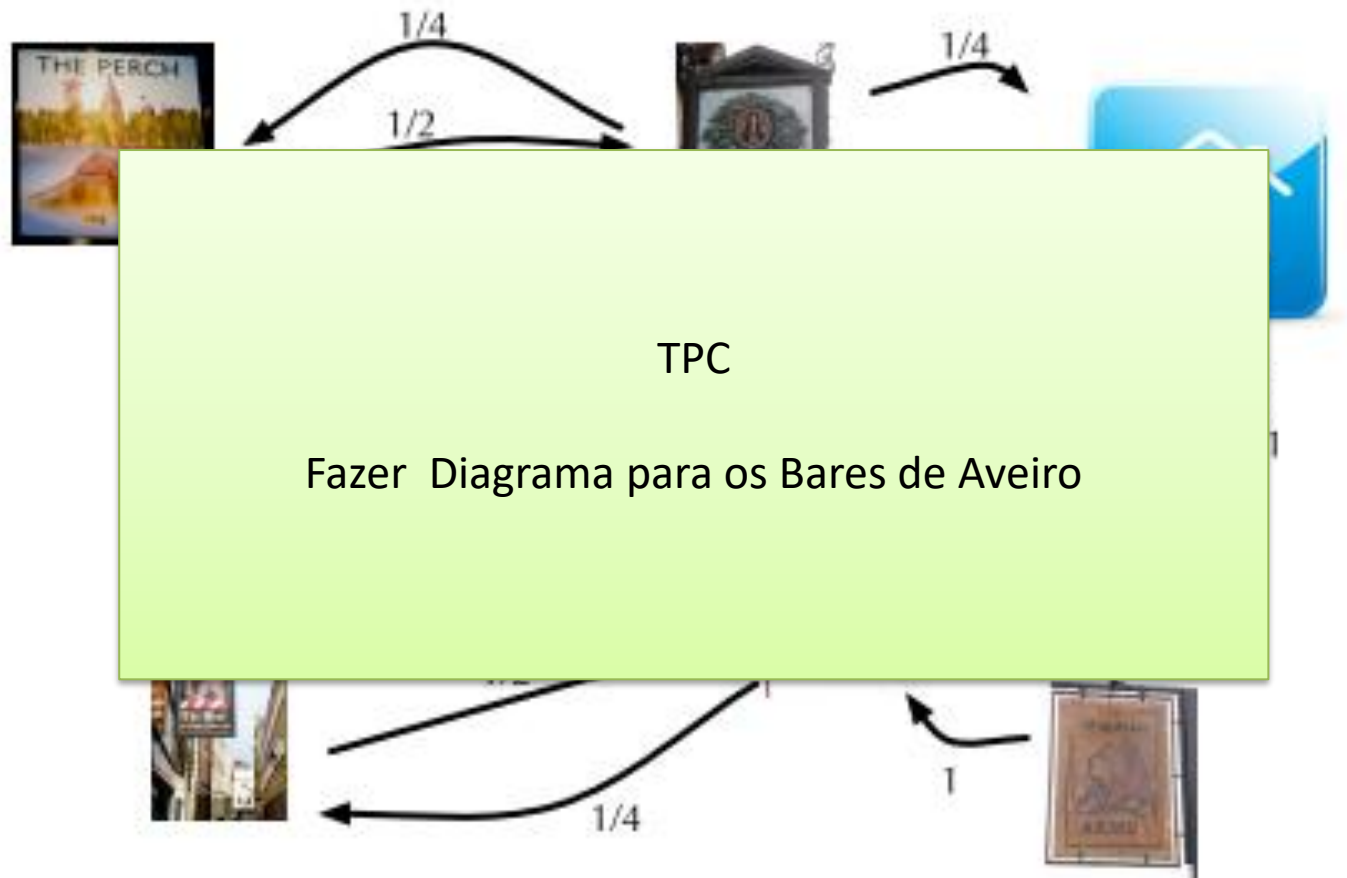 1/4
1/4
THE PERCH
1/2
TPC
Fazer Diagrama para os Bares de Aveiro
1
1/4